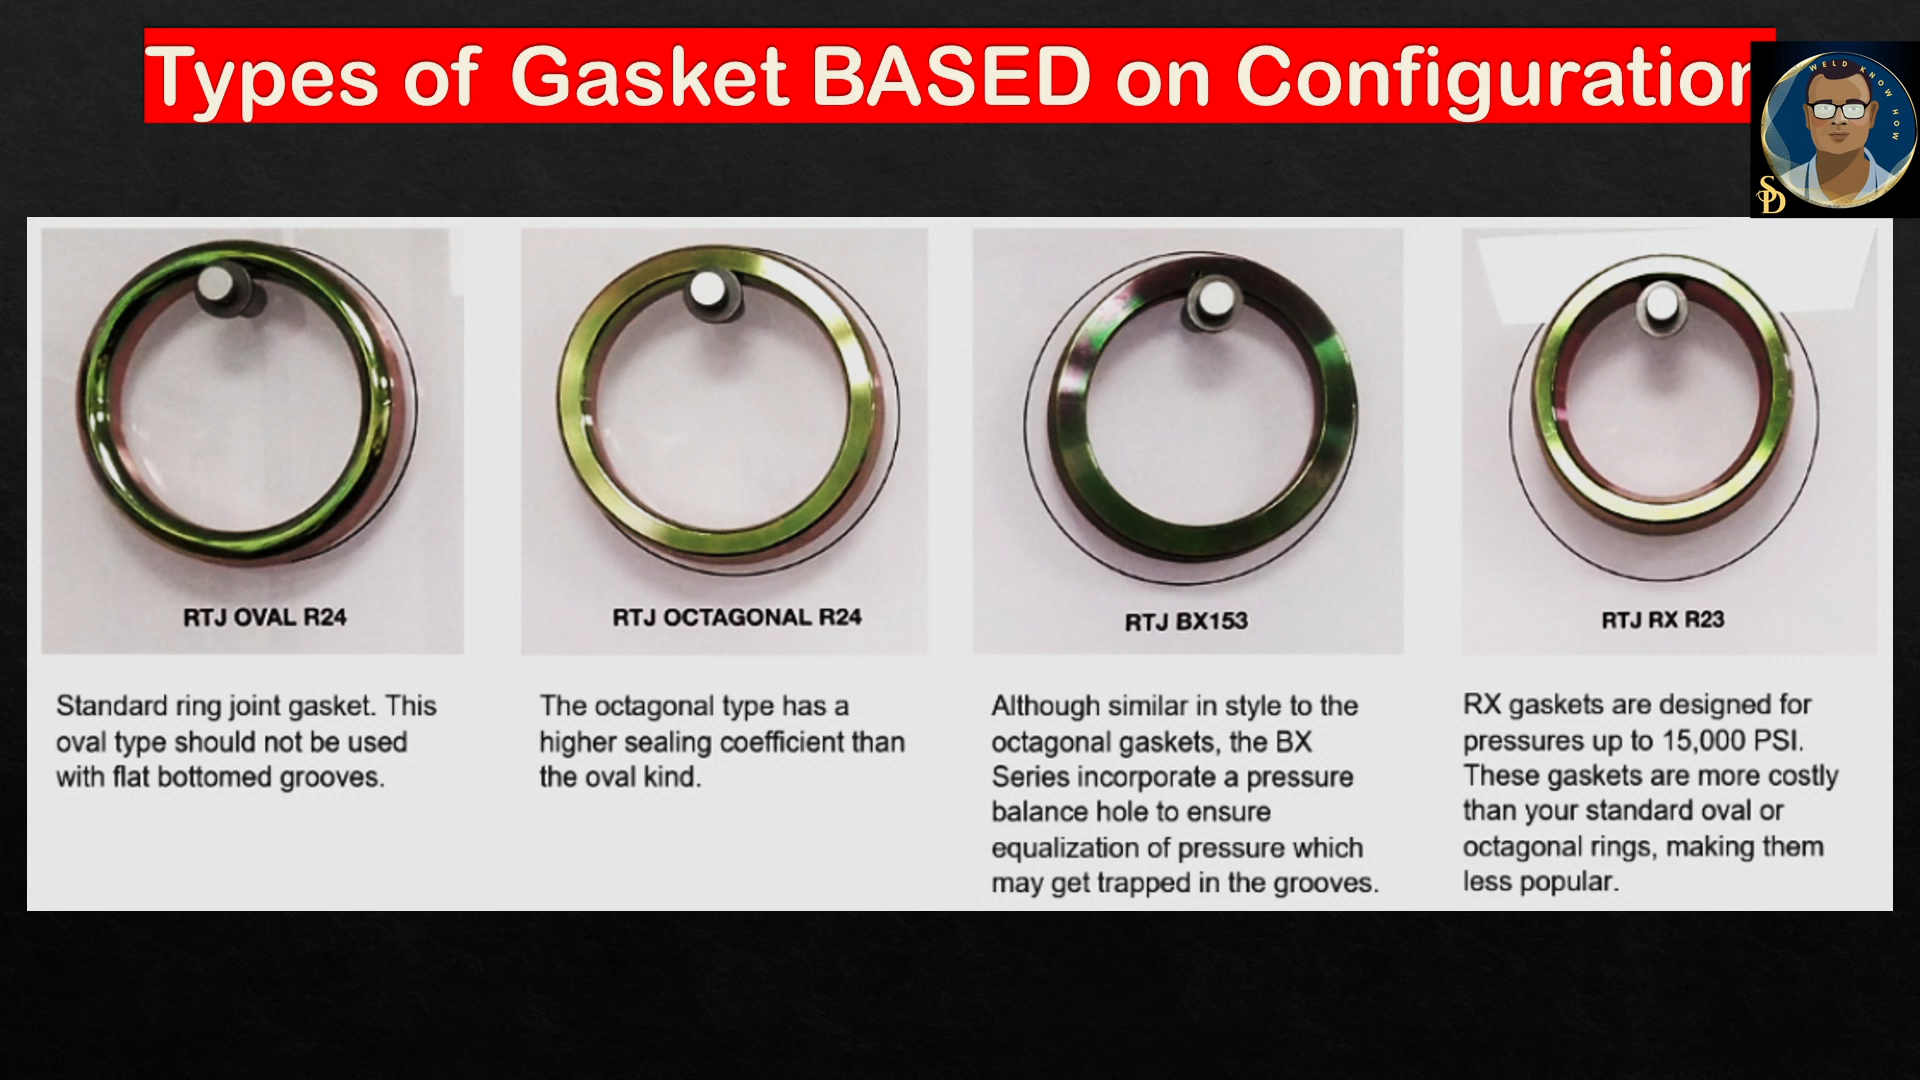 Types of Gasket BASED on Configuration
WELD KNOW HOW
SD
RTJ OVAL R24
Standard ring joint gasket. This
oval type should not be used
with flat bottomed grooves.
RTJ OCTAGONAL R24
The octagonal type has a
higher sealing coefficient than
the oval kind.
RTJ BX153
Although similar in style to the
octagonal gaskets, the BX
Series incorporate a pressure
balance hole to ensure
equalization of pressure which
may get trapped in the grooves.
RTJ RX R23
RX gaskets are designed for
pressures up to 15,000 PSI.
These gaskets are more costly
than your standard oval or
octagonal rings, making them
less popular.